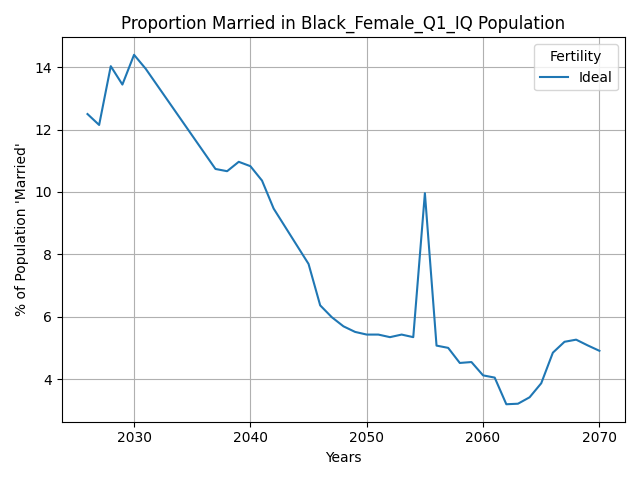 Proportion Married in Black_Female_Q1_IQ Population
% of Population 'Married'
14
12
10
8
6
4
Fertility
Ideal
2030 2040 2050 2060 2070
Years